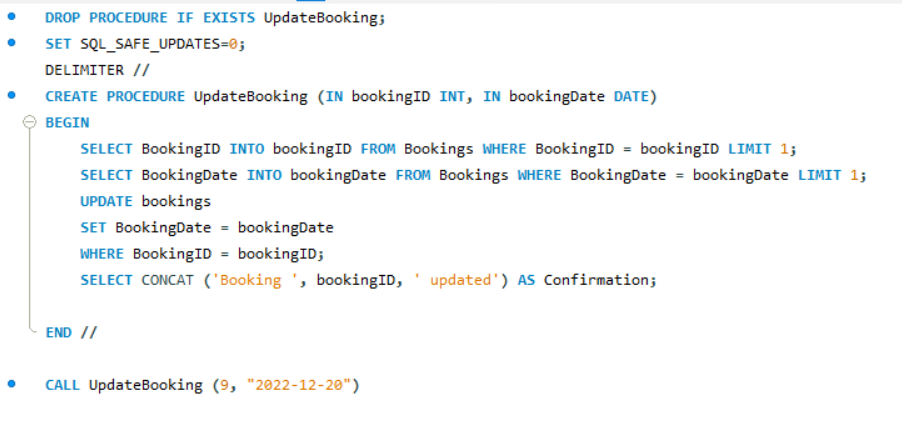 DROP PROCEDURE IF EXISTS UpdateBooking;
SET SQL_SAFE_UPDATES=0;
DELIMITER //
CREATE PROCEDURE UpdateBooking (IN bookingID INT, IN bookingDate DATE)
BEGIN
SELECT BookingID INTO bookingID FROM Bookings WHERE BookingID = bookingID LIMIT 1;
SELECT BookingDate INTO bookingDate FROM Bookings WHERE BookingDate = bookingDate LIMIT 1;
UPDATE bookings
SET BookingDate = bookingDate
WHERE BookingID = bookingID;
SELECT CONCAT ('Booking ', bookingID, ' updated') AS Confirmation;
END //
CALL UpdateBooking (9, "2022-12-20")